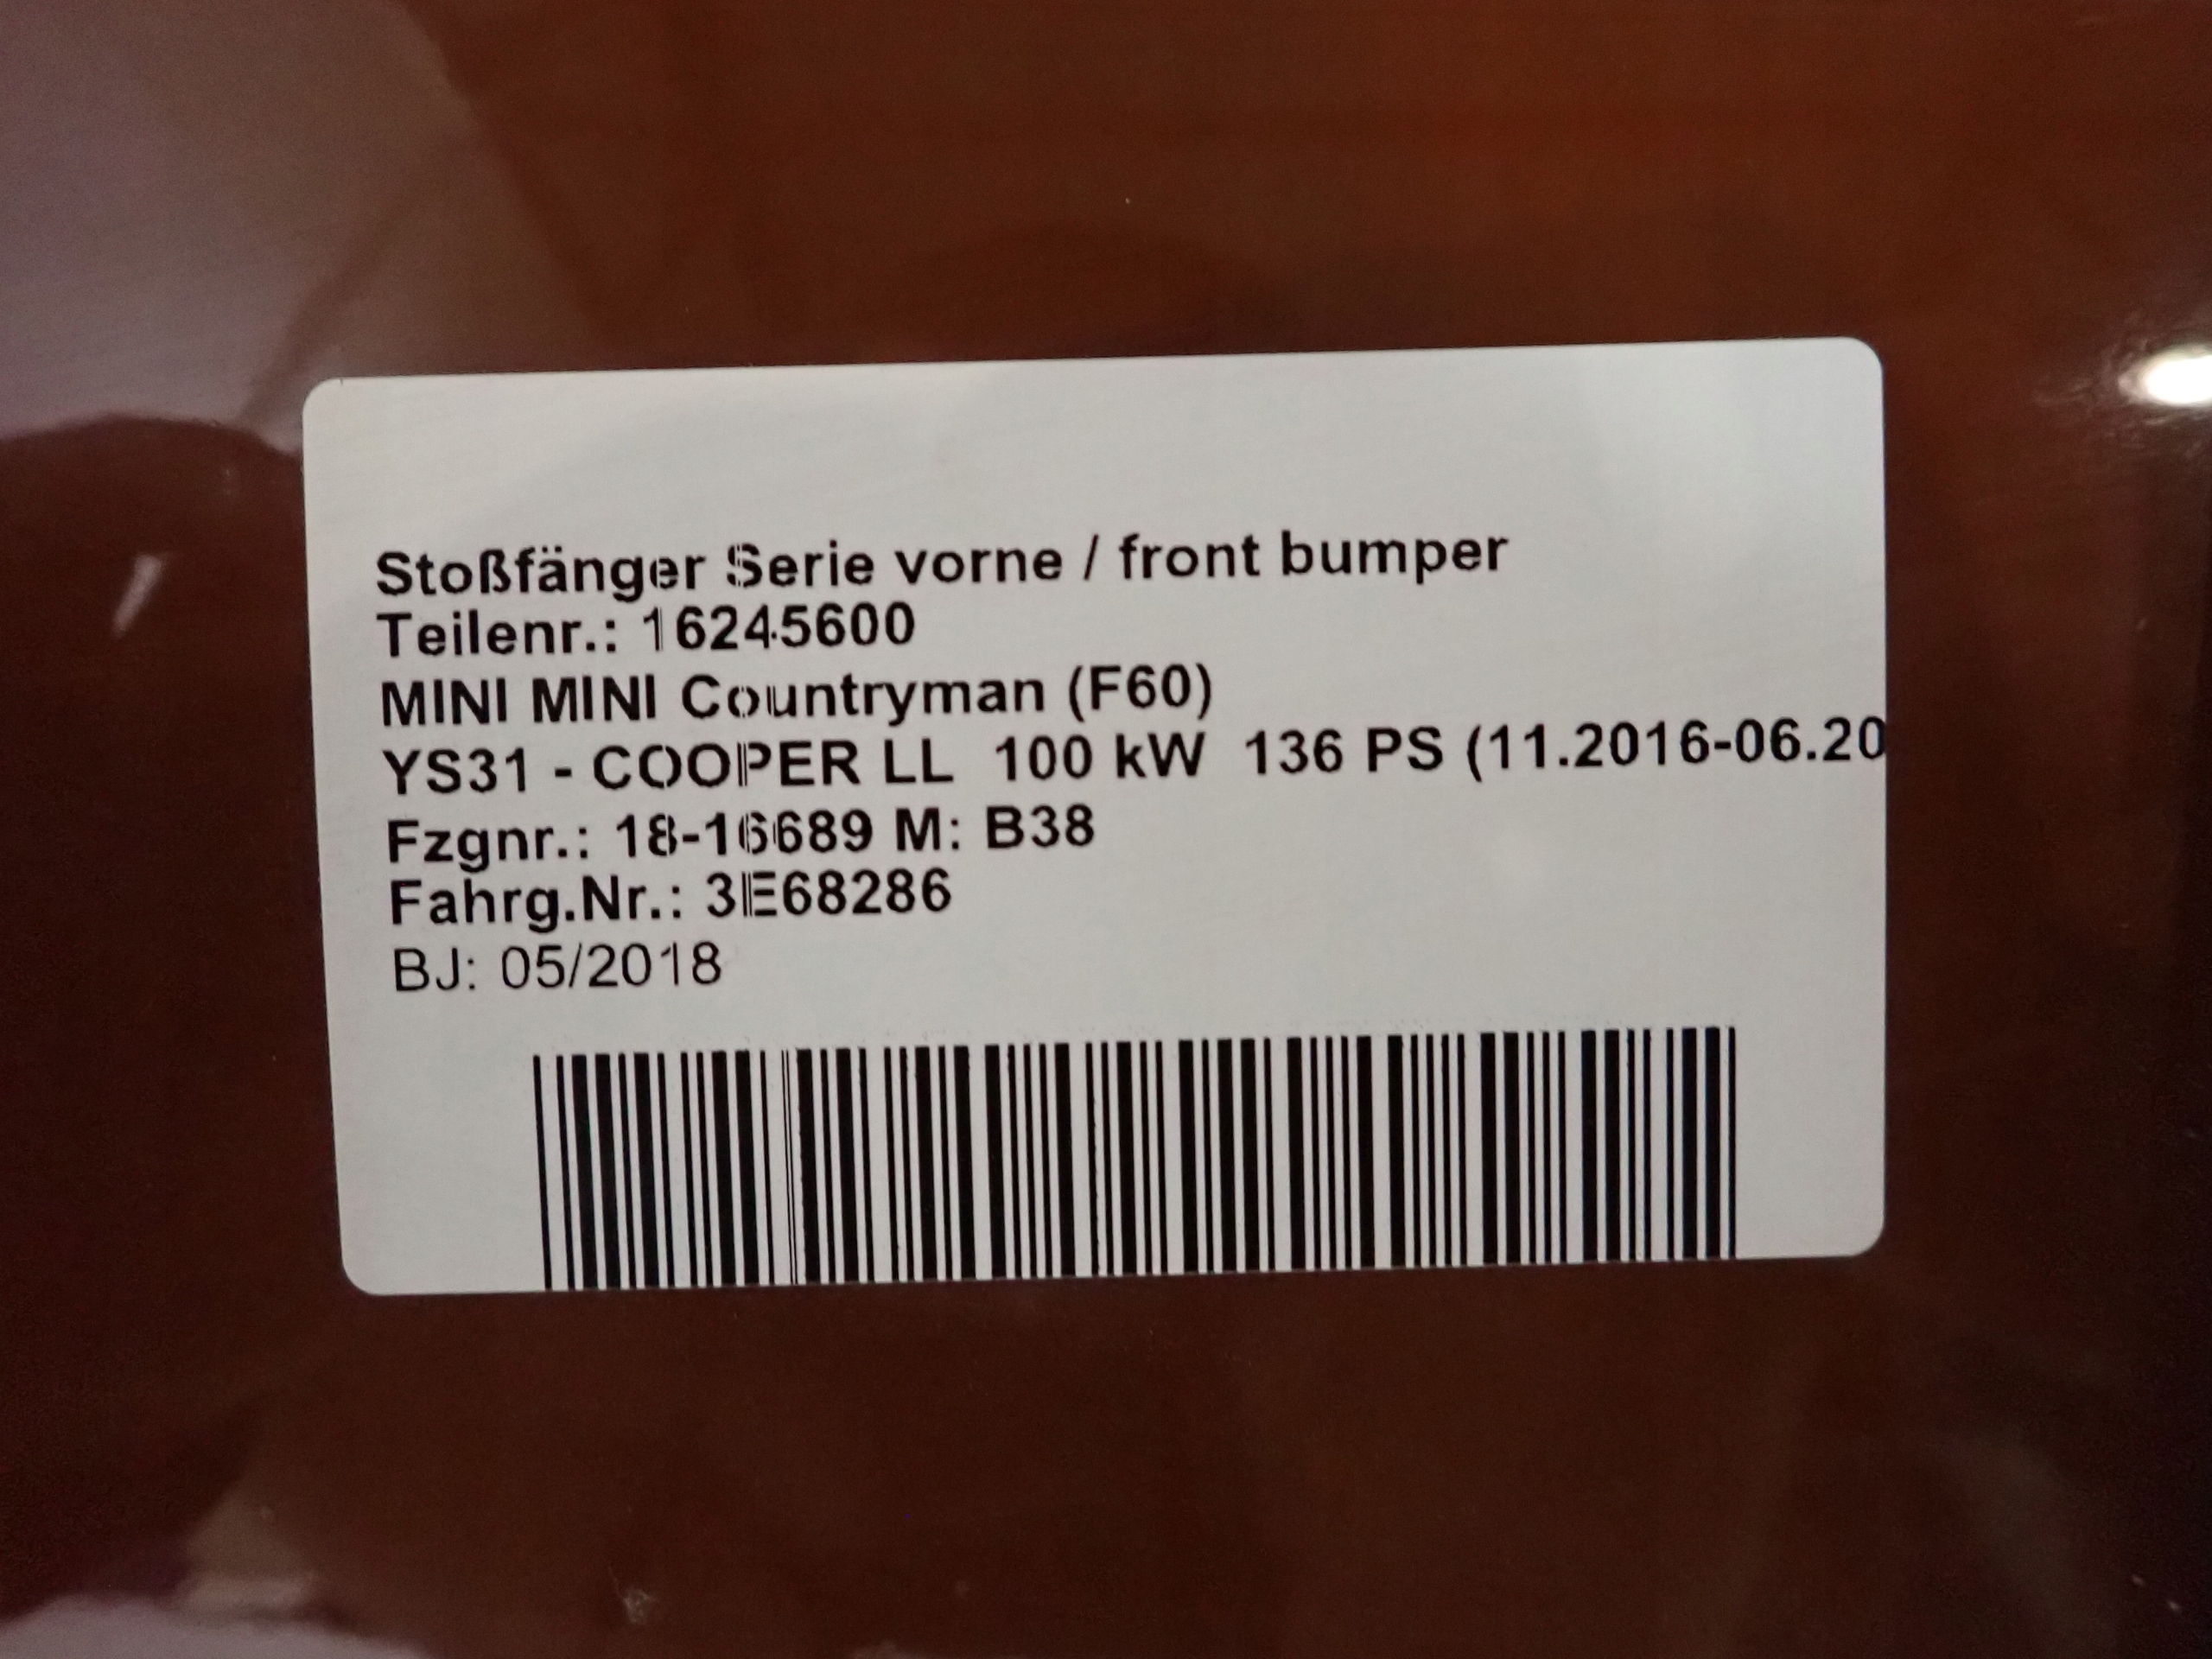 Stoßfänger Serie vorne / front bumper
Teilenr.: 16245600
MINI MINI Countryman (F60)
YS31 - COOPER LL 100 kW 136 PS (11.2016-06.20
Fzgnr.: 18-16689 M: B38
Fahrg.Nr.: 3E68286
BJ: 05/2018